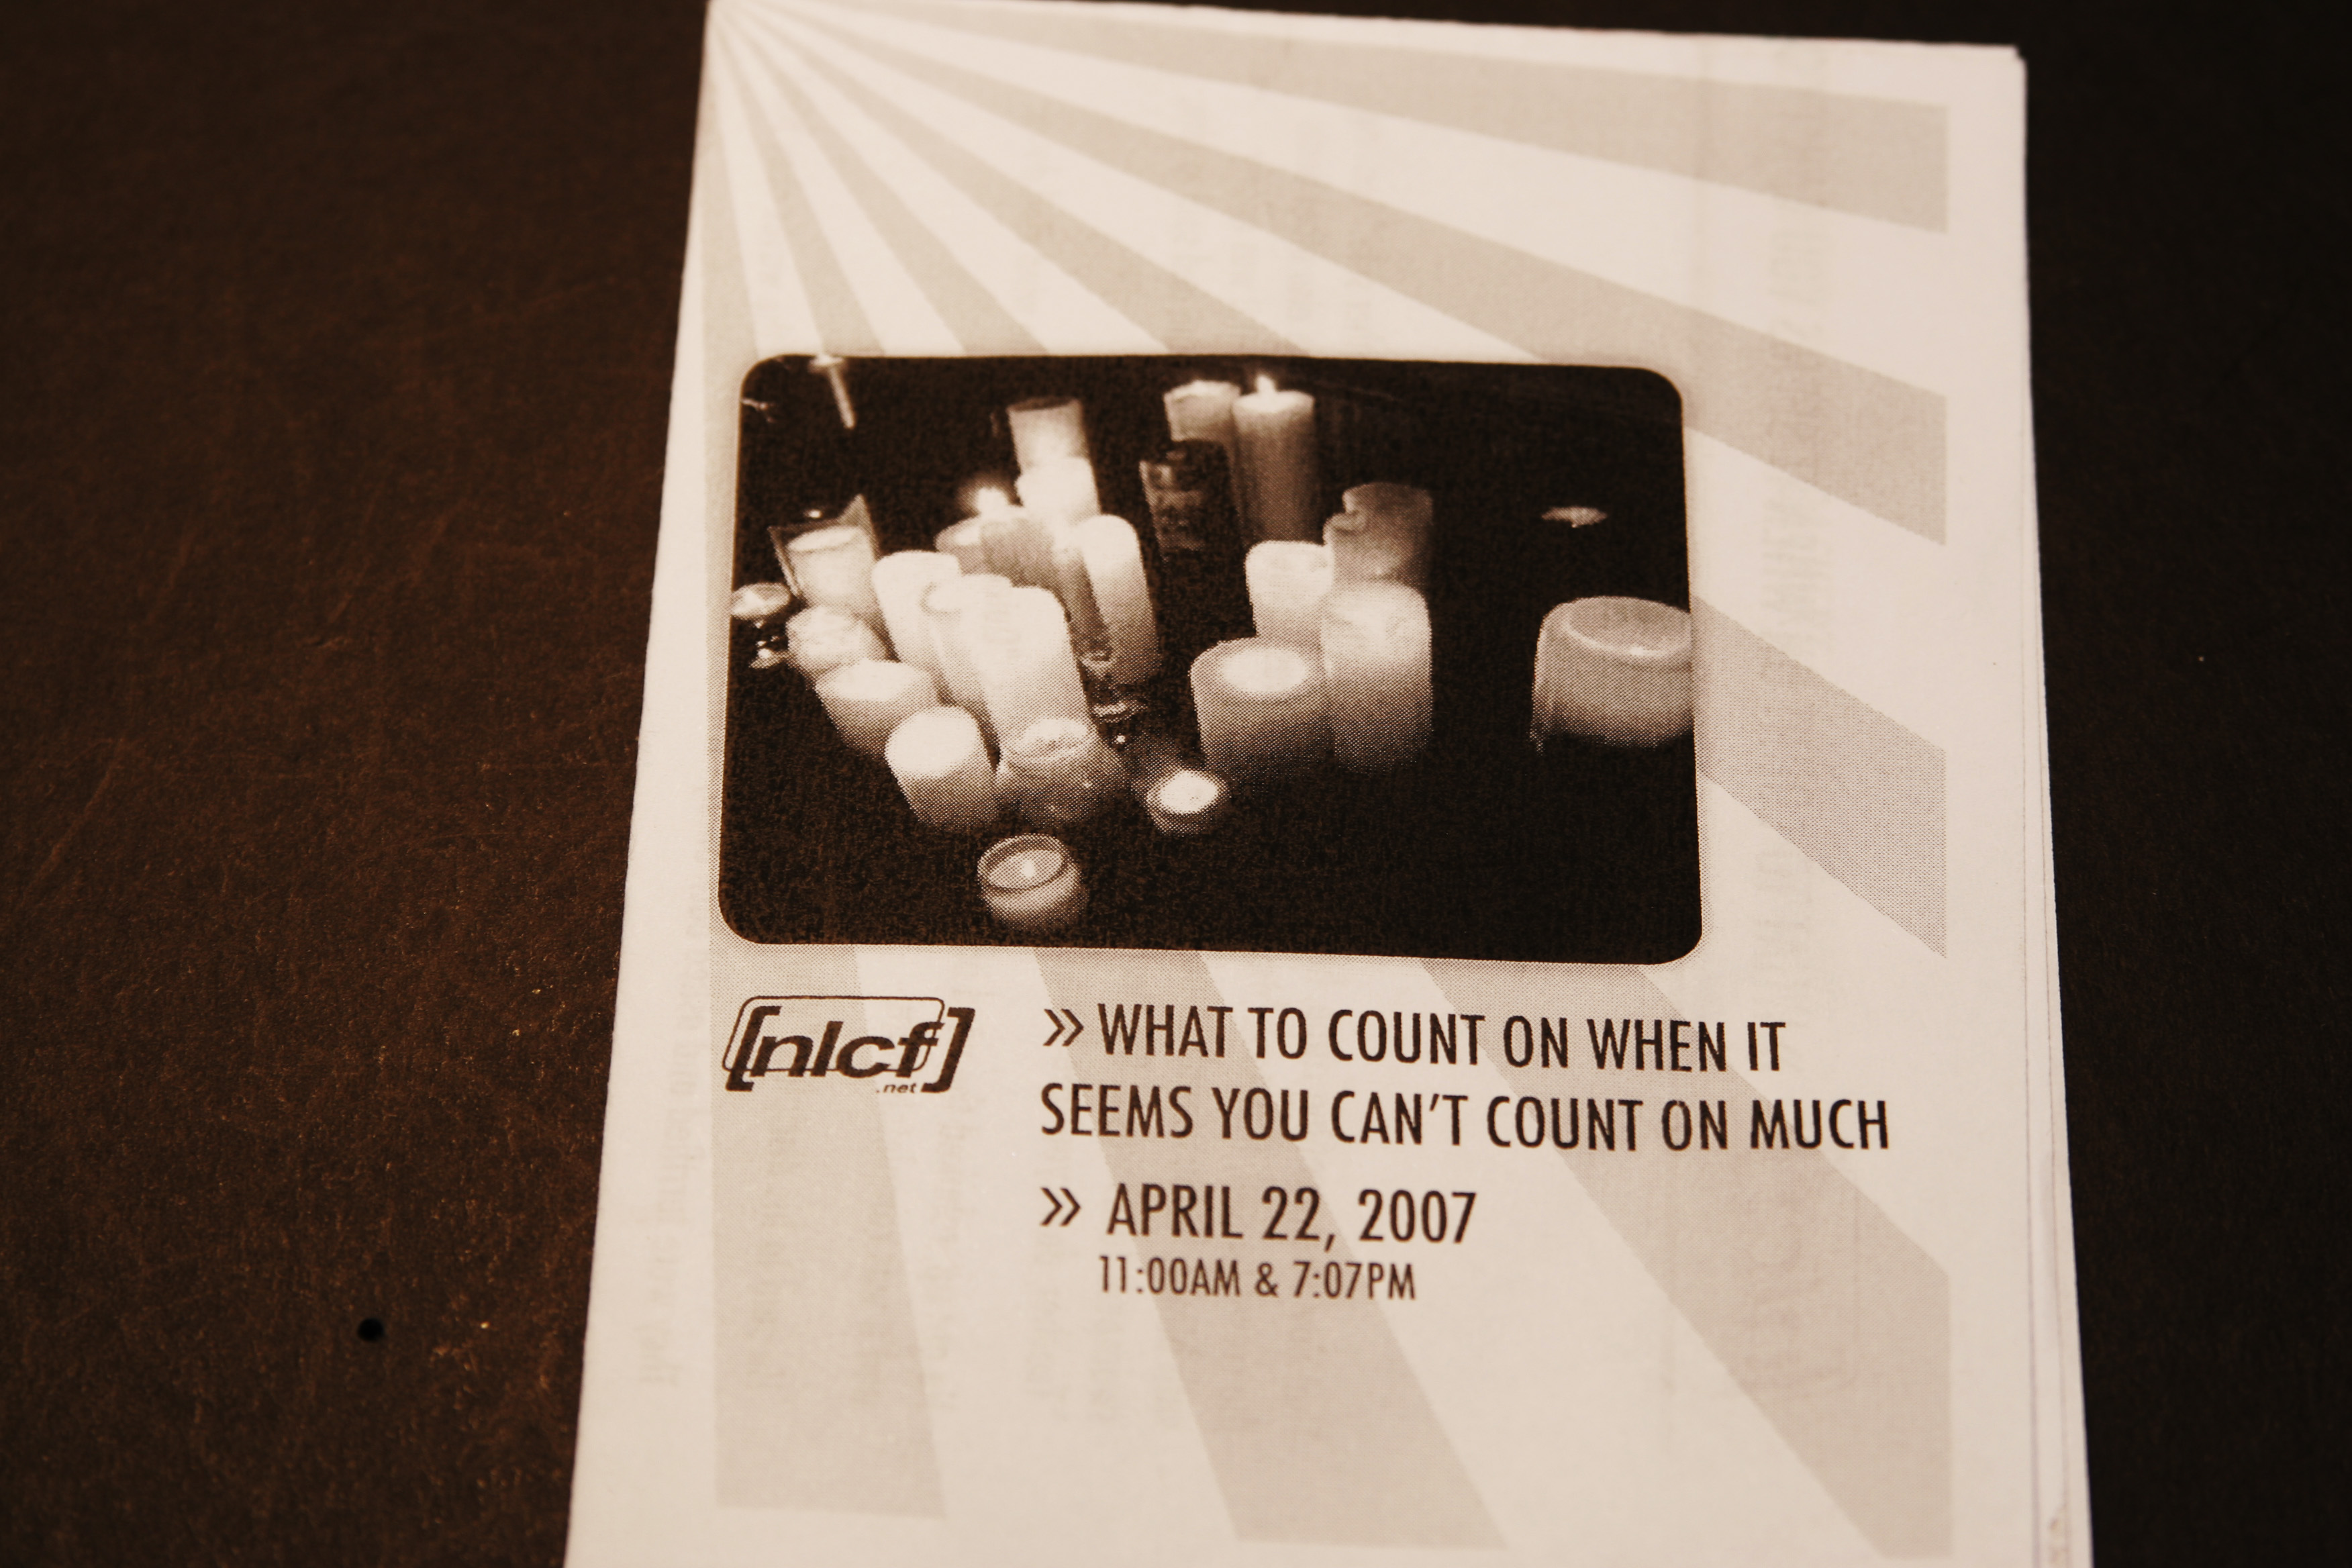 [nlcf]
.net
» WHAT TO COUNT ON WHEN IT
SEEMS YOU CAN'T COUNT ON MUCH
» APRIL 22, 2007
11:00AM & 7:07PM